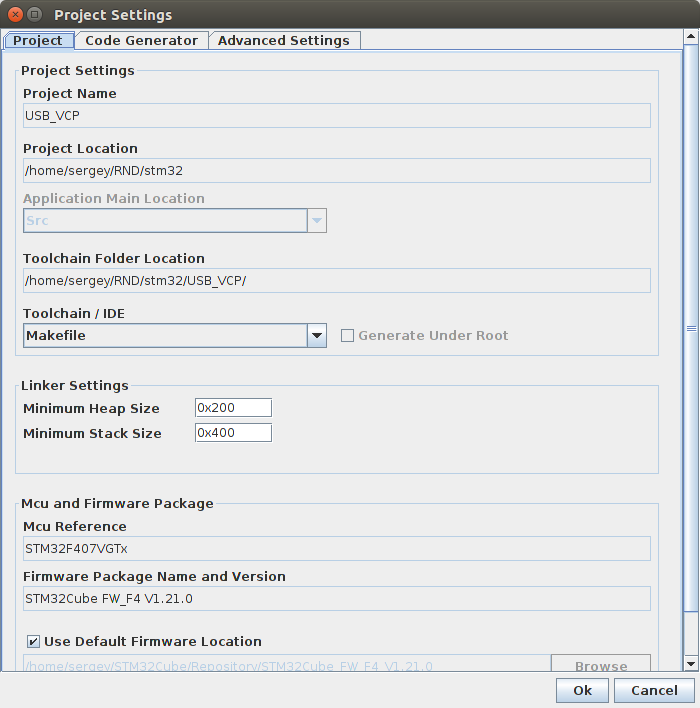 Project Settings
Project
Code Generator
Advanced Settings
Project Settings
Project Name
USB_VCP
Project Location
/home/sergey/RND/stm32
Application Main Location
Src
Toolchain Folder Location
/home/sergey/RND/stm32/USB_VCP/
Toolchain / IDE
Makefile
Generate Under Root
Linker Settings
Minimum Heap Size
0x200
Minimum Stack Size
0x400
Mcu and Firmware Package
Mcu Reference
STM32F407VGTx
Firmware Package Name and Version
STM32Cube FW_F4 V1.21.0
Use Default Firmware Location
/home/sergey/STM32Cube/Repository/STM32Cube_FW_F4_V1.21.0
Browse
Ok
Cancel